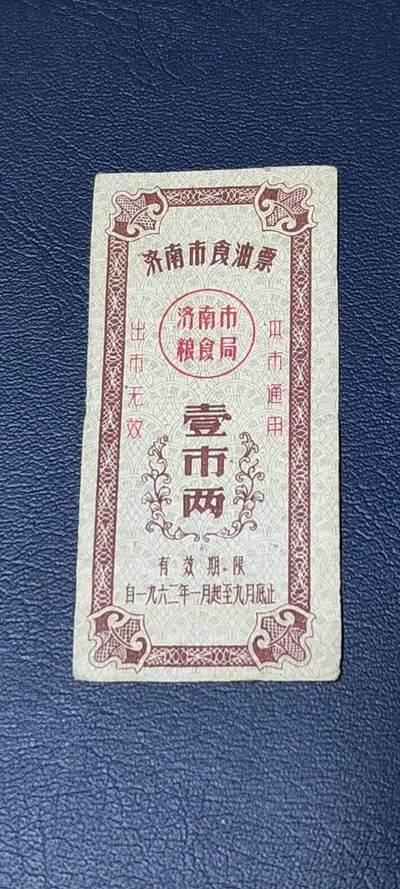 济南市食油票
济南市
粮食局
本市通用
出市无效
壹市两
有效期限
自一九六二年一月起至九月底止